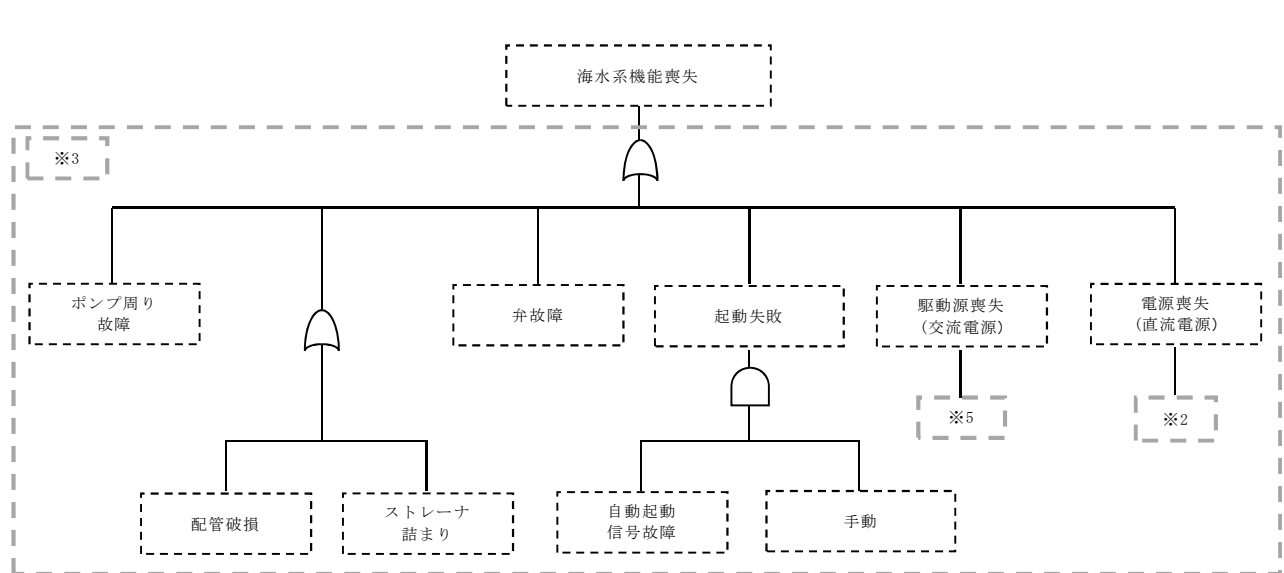 海水系機能喪失
※3
ポンプ周り
故障
弁故障
起動失敗
駆動源喪失
(交流電源)
電源喪失
(直流電源)
※5
※2
配管破損
ストレーナ
詰まり
自動起動
信号故障
手動